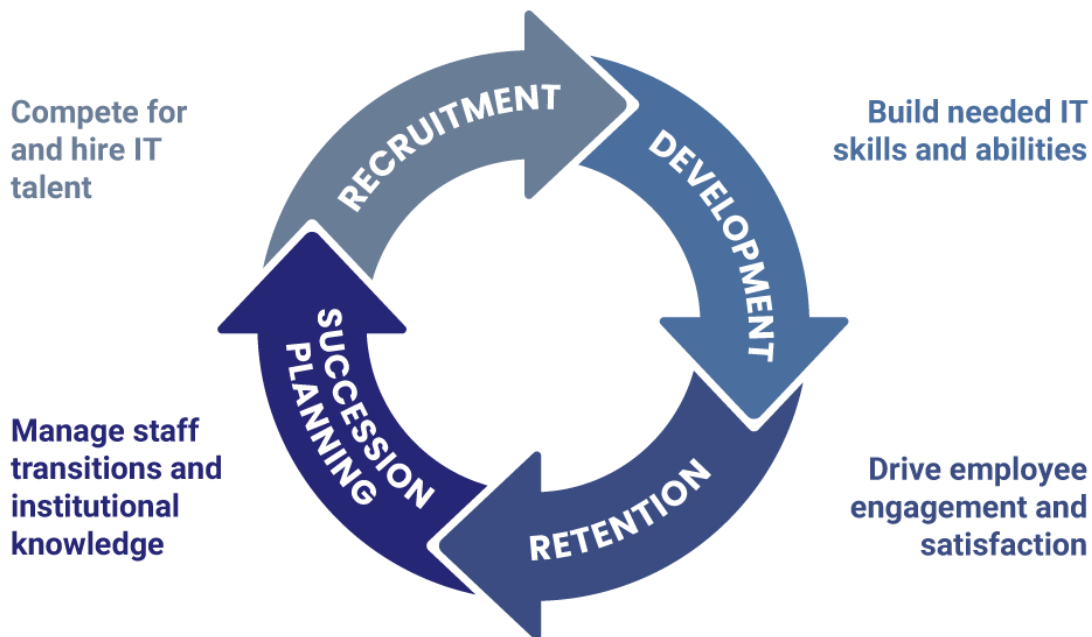 RECRUITMENT
Compete for
and hire IT
talent
DEVELOPMENT
Build needed IT
skills and abilities
RETENTION
Drive employee
engagement and
satisfaction
SUCCESSION
PLANNING
Manage staff
transitions and
institutional
knowledge